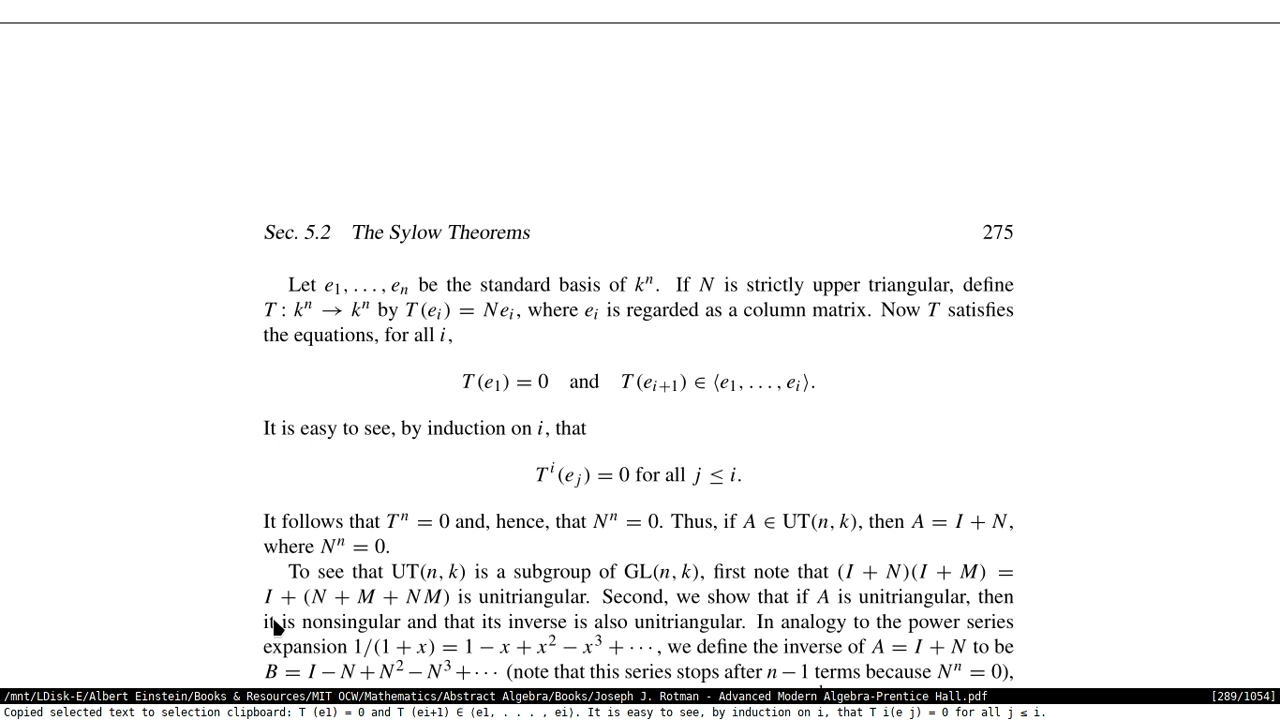 Sec. 5.2 The Sylow Theorems 275
Let e₁, . . . , eₙ be the standard basis of kⁿ. If N is strictly upper triangular, define
T : kⁿ → kⁿ by T(eᵢ) = Neᵢ, where eᵢ is regarded as a column matrix. Now T satisfies
the equations, for all i,
T(e₁) = 0 and T(eᵢ₊₁) ∈ ⟨e₁, . . . , eᵢ⟩.
It is easy to see, by induction on i, that
Tⁱ(eⱼ) = 0 for all j ≤ i.
It follows that Tⁿ = 0 and, hence, that Nⁿ = 0. Thus, if A ∈ UT(n, k), then A = I + N,
where Nⁿ = 0.
To see that UT(n, k) is a subgroup of GL(n, k), first note that (I + N)(I + M) =
I + (N + M + NM) is unitriangular. Second, we show that if A is unitriangular, then
it is nonsingular and that its inverse is also unitriangular. In analogy to the power series
expansion 1/(1 + x) = 1 − x + x² − x³ + · · · , we define the inverse of A = I + N to be
B = I − N + N² − N³ + · · · (note that this series stops after n − 1 terms because Nⁿ = 0),
/mnt/LDisk-E/Albert Einstein/Books & Resources/MIT OCW/Mathematics/Abstract Algebra/Books/Joseph J. Rotman - Advanced Modern Algebra-Prentice Hall.pdf [289/1054]
Copied selected text to selection clipboard: T (e1) = 0 and T (ei+1) ∈ ⟨e1, . . . , ei⟩. It is easy to see, by induction on i, that T i(e j) = 0 for all j ≤ i.